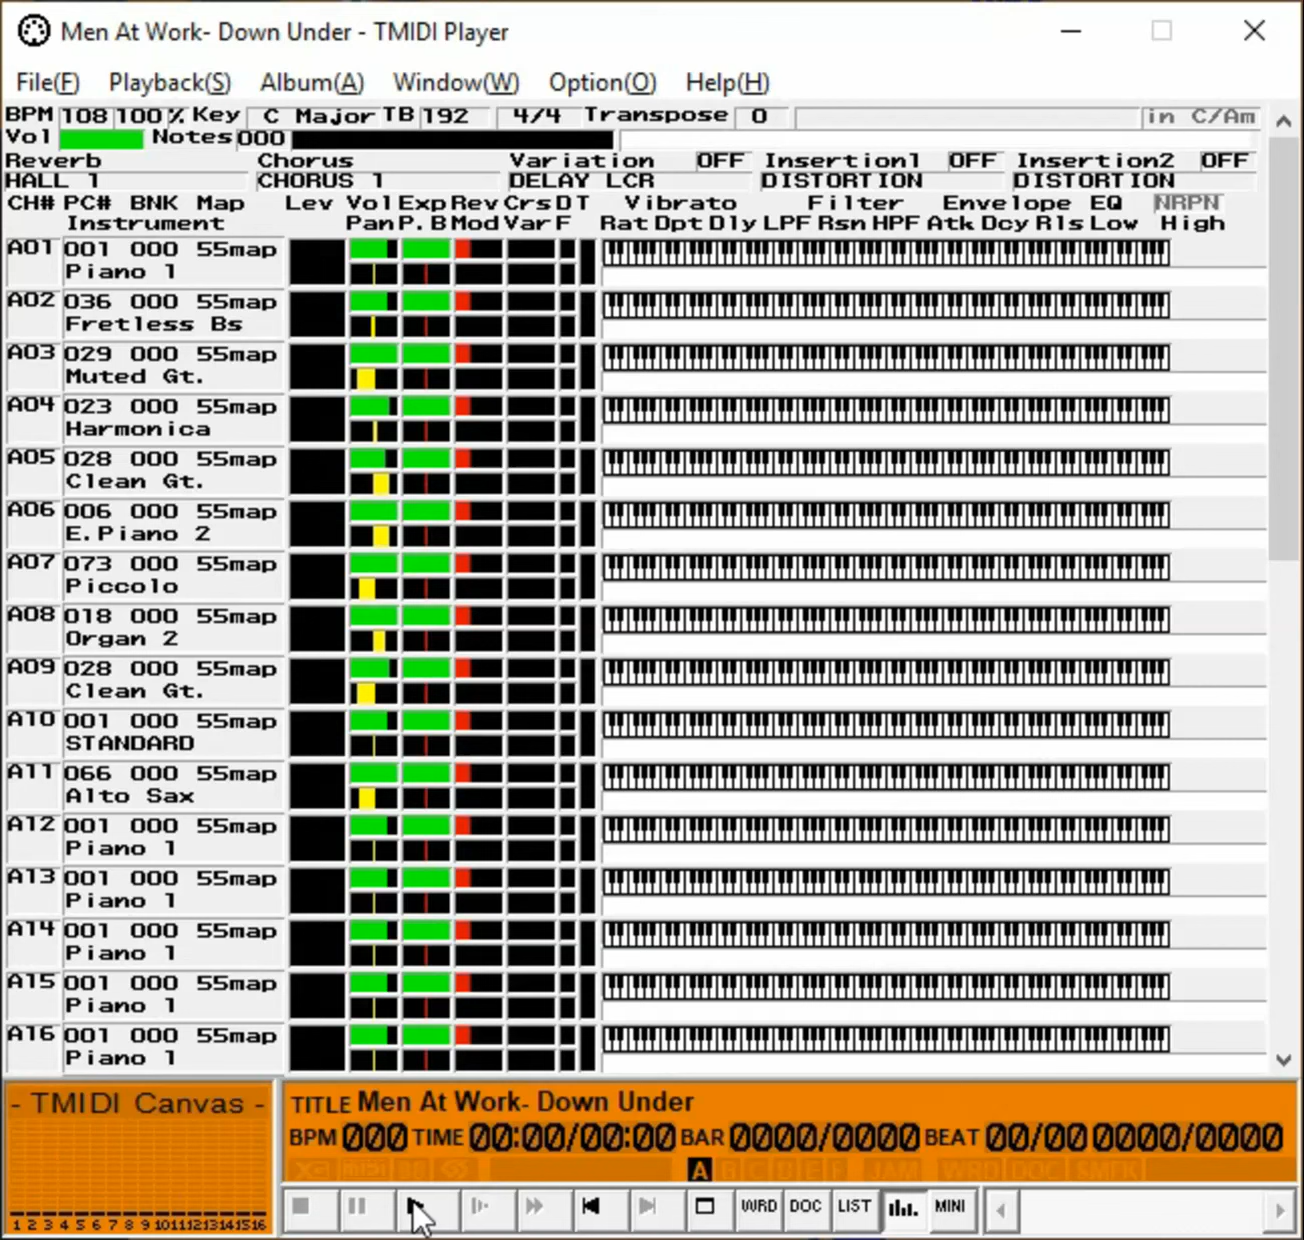 Men At Work- Down Under - TMIDI Player
File(F) Playback(S) Album(A) Window(W) Option(O) Help(H)
BPM 108 100 % Key C Major TB 192 4/4 Transpose 0 in C/Am
Vol Notes 000
Reverb Chorus Variation OFF Insertion1 OFF Insertion2 OFF
HALL 1 CHORUS 1 DELAY LCR DISTORTION DISTORTION
CH# PC# BNK Map Lev Vol Exp Rev Crs DT Vibrato Filter Envelope EQ NRPN
Instrument Pan P.B Mod Var F Rat Dpt Dly LPF Rsn HPF Atk Dcy Rls Low High
A01 001 000 55map
Piano 1
A02 036 000 55map
Fretless Bs
A03 029 000 55map
Muted Gt.
A04 023 000 55map
Harmonica
A05 028 000 55map
Clean Gt.
A06 006 000 55map
E.Piano 2
A07 073 000 55map
Piccolo
A08 018 000 55map
Organ 2
A09 028 000 55map
Clean Gt.
A10 001 000 55map
STANDARD
A11 066 000 55map
Alto Sax
A12 001 000 55map
Piano 1
A13 001 000 55map
Piano 1
A14 001 000 55map
Piano 1
A15 001 000 55map
Piano 1
A16 001 000 55map
Piano 1
- TMIDI Canvas -
TITLE Men At Work- Down Under
BPM 000 TIME 00:00/00:00 BAR 0000/0000 BEAT 00/00 0000/0000
A B C D E F JAM WRD DOC
WRD DOC LIST MINI
1 2 3 4 5 6 7 8 9 10 11 12 13 14 15 16